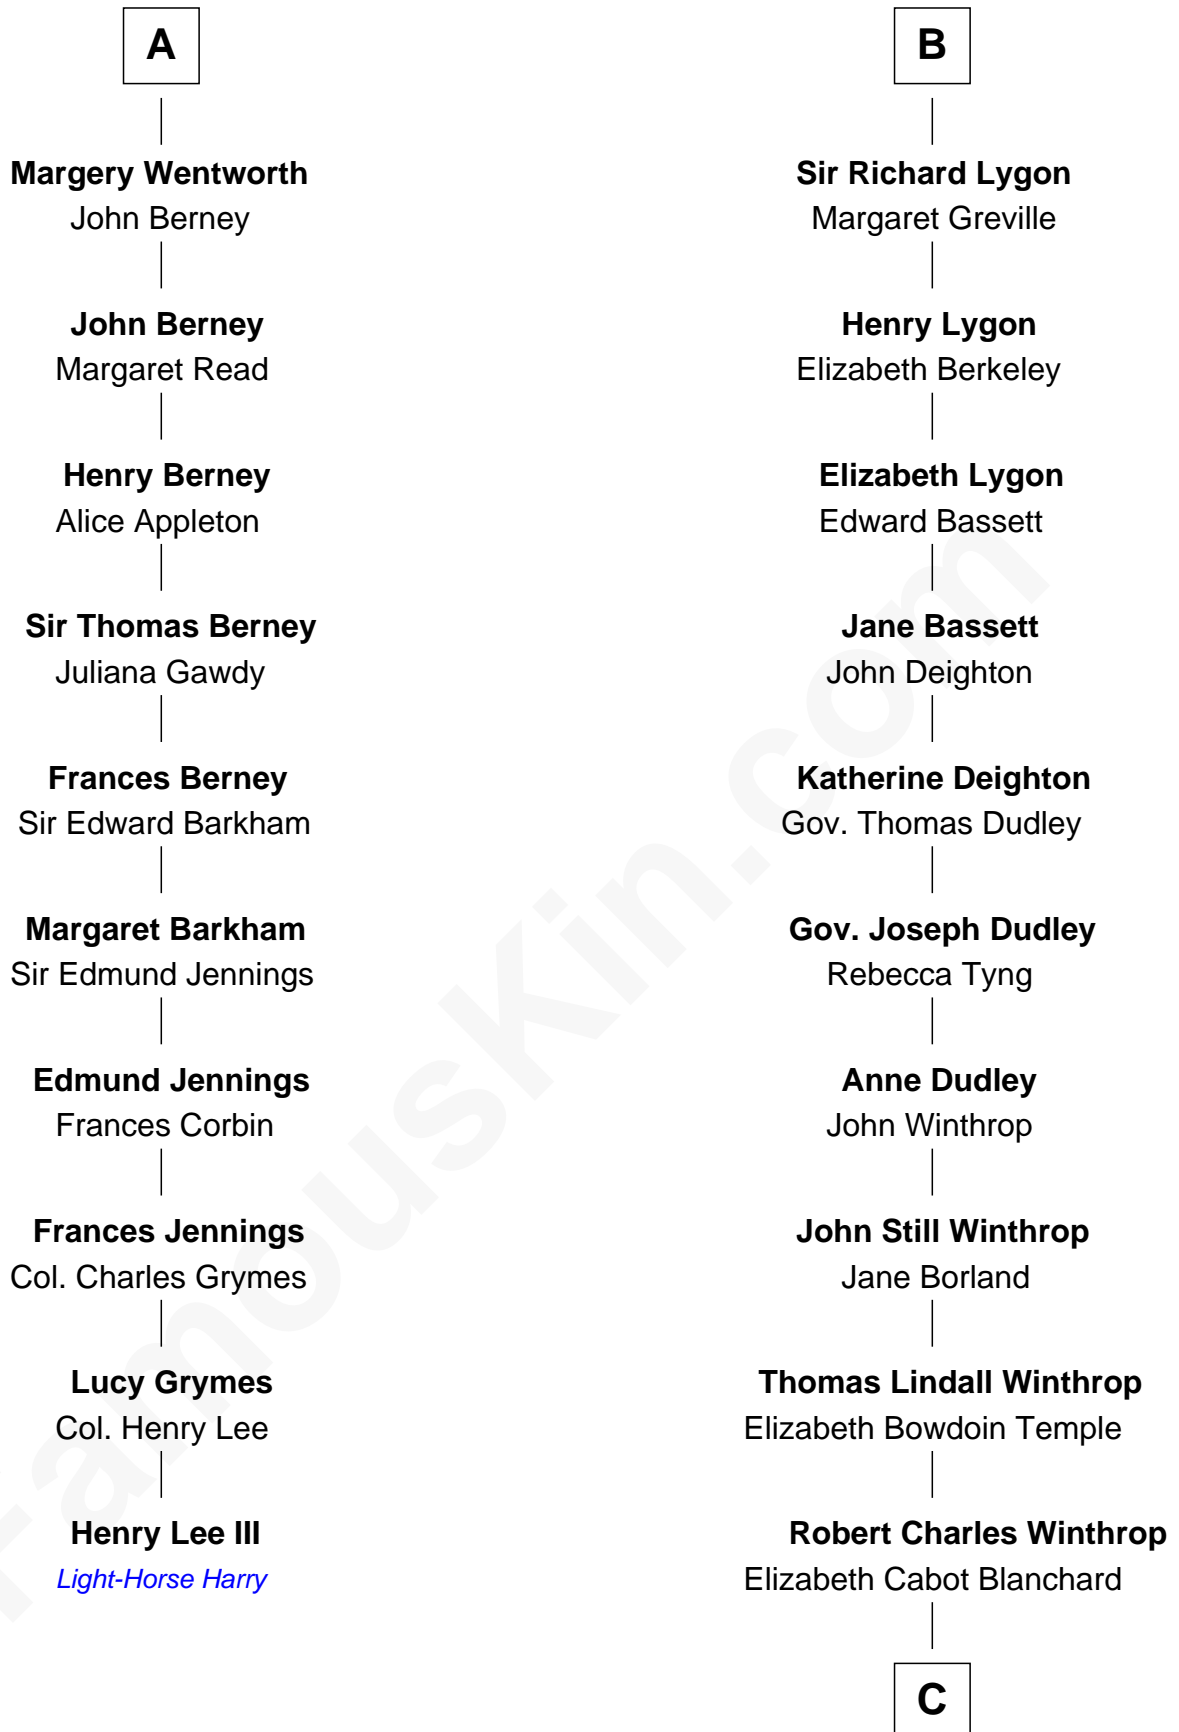 A
Margery Wentworth
John Berney
John Berney
Margaret Read
Henry Berney
Alice Appleton
Sir Thomas Berney
Juliana Gawdy
Frances Berney
Sir Edward Barkham
Margaret Barkham
Sir Edmund Jennings
Edmund Jennings
Frances Corbin
Frances Jennings
Col. Charles Grymes
Lucy Grymes
Col. Henry Lee
Henry Lee III
Light-Horse Harry
B
Sir Richard Lygon
Margaret Greville
Henry Lygon
Elizabeth Berkeley
Elizabeth Lygon
Edward Bassett
Jane Bassett
John Deighton
Katherine Deighton
Gov. Thomas Dudley
Gov. Joseph Dudley
Rebecca Tyng
Anne Dudley
John Winthrop
John Still Winthrop
Jane Borland
Thomas Lindall Winthrop
Elizabeth Bowdoin Temple
Robert Charles Winthrop
Elizabeth Cabot Blanchard
C
FamousKin.com